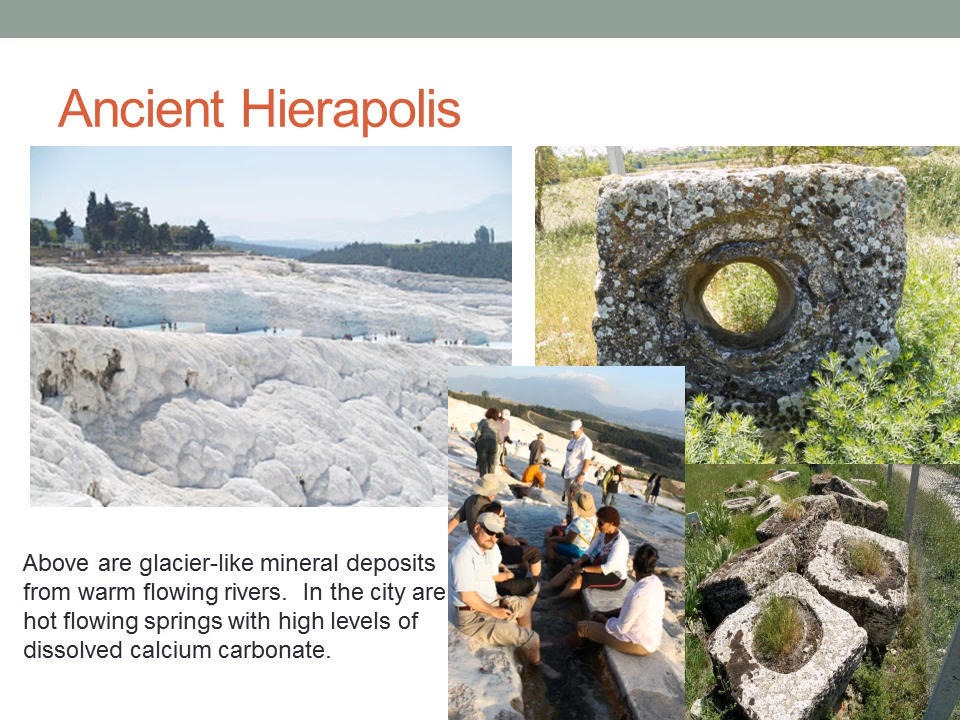 Ancient Hierapolis
Above are glacier-like mineral deposits
from warm flowing rivers.  In the city are
hot flowing springs with high levels of
dissolved calcium carbonate.